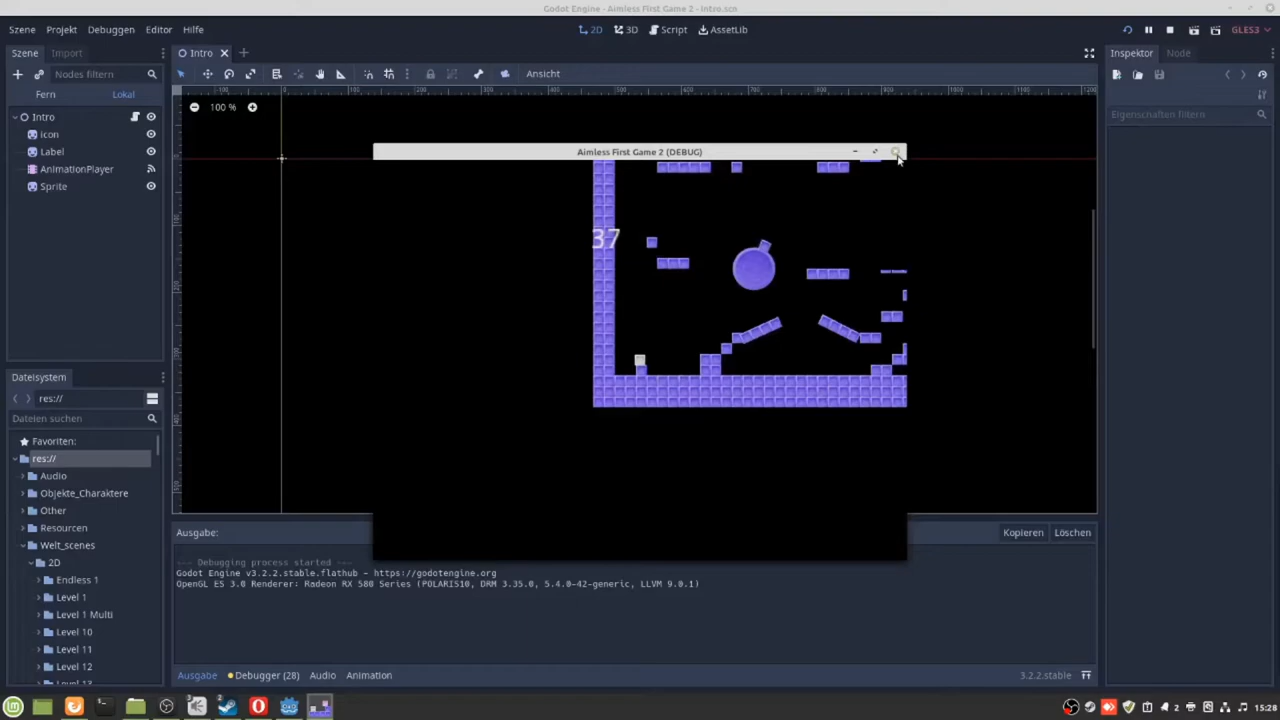 Godot Engine - Aimless First Game 2 - Intro.scn
Szene Projekt Debuggen Editor Hilfe
2D 3D Script AssetLib
GLES3
Szene Import
Intro
Inspektor Node
Nodes filtern
Ansicht
Fern Lokal
100 %
Eigenschaften filtern
Intro
Icon
Label
AnimationPlayer
Sprite
Aimless First Game 2 (DEBUG)
37
Dateisystem
res://
Dateien suchen
Favoriten:
res://
Audio
Objekte_Charaktere
Other
Resourcen
Welt_scenes
2D
Endless 1
Level 1
Level 1 Multi
Level 10
Level 11
Level 12
Level 13
Ausgabe:
Kopieren Löschen
--- Debugging process started ---
Godot Engine v3.2.2.stable.flathub - https://godotengine.org
OpenGL ES 3.0 Renderer: Radeon RX 580 Series (POLARIS10, DRM 3.35.0, 5.4.0-42-generic, LLVM 9.0.1)
Ausgabe Debugger (28) Audio Animation
3.2.2.stable
2
2
15:28